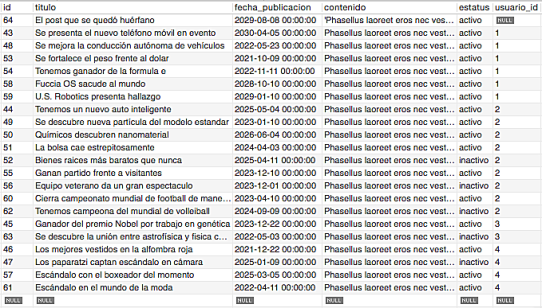 id titulo fecha_publicacion contenido estatus usuario_id
64 El post que se quedó huérfano 2029-08-08 00:00:00 'Phasellus laoreet eros nec ves... activo NULL
43 Se presenta el nuevo teléfono móvil en evento 2030-04-05 00:00:00 Phasellus laoreet eros nec vest... activo 1
48 Se mejora la conducción autónoma de vehículos 2022-05-23 00:00:00 Phasellus laoreet eros nec vest... activo 1
53 Se fortalece el peso frente al dolar 2021-10-09 00:00:00 Phasellus laoreet eros nec vest... activo 1
54 Tenemos ganador de la formula e 2022-11-11 00:00:00 Phasellus laoreet eros nec vest... activo 1
58 Fuccia OS sacude al mundo 2028-10-10 00:00:00 Phasellus laoreet eros nec vest... activo 1
59 U.S. Robotics presenta hallazgo 2029-01-10 00:00:00 Phasellus laoreet eros nec vest... activo 1
44 Tenemos un nuevo auto inteligente 2025-05-04 00:00:00 Phasellus laoreet eros nec vest... activo 2
49 Se descubre nueva partícula del modelo estandar 2023-01-10 00:00:00 Phasellus laoreet eros nec vest... activo 2
50 Químicos descubren nanomaterial 2026-06-04 00:00:00 Phasellus laoreet eros nec vest... activo 2
51 La bolsa cae estrepitosamente 2024-04-03 00:00:00 Phasellus laoreet eros nec vest... activo 2
52 Bienes raices más baratos que nunca 2025-04-11 00:00:00 Phasellus laoreet eros nec vest... inactivo 2
55 Ganan partido frente a visitantes 2023-12-10 00:00:00 Phasellus laoreet eros nec vest... activo 2
56 Equipo veterano da un gran espectaculo 2023-12-01 00:00:00 Phasellus laoreet eros nec vest... inactivo 2
60 Cierra campeonato mundial de football de mane... 2023-04-10 00:00:00 Phasellus laoreet eros nec vest... activo 2
62 Tenemos campeona del mundial de volleiball 2024-09-09 00:00:00 Phasellus laoreet eros nec vest... inactivo 2
45 Ganador del premio Nobel por trabajo en genética 2023-12-22 00:00:00 Phasellus laoreet eros nec vest... activo 3
63 Se descubre la unión entre astrofísica y fisica c... 2022-05-03 00:00:00 Phasellus laoreet eros nec vest... inactivo 3
46 Los mejores vestidos en la alfombra roja 2021-12-22 00:00:00 Phasellus laoreet eros nec vest... activo 4
47 Los paparatzi captan escándalo en cámara 2025-01-09 00:00:00 Phasellus laoreet eros nec vest... inactivo 4
57 Escándalo con el boxeador del momento 2025-03-05 00:00:00 Phasellus laoreet eros nec vest... activo 4
61 Escándalo en el mundo de la moda 2022-04-11 00:00:00 Phasellus laoreet eros nec vest... activo 4
NULL NULL NULL NULL NULL NULL